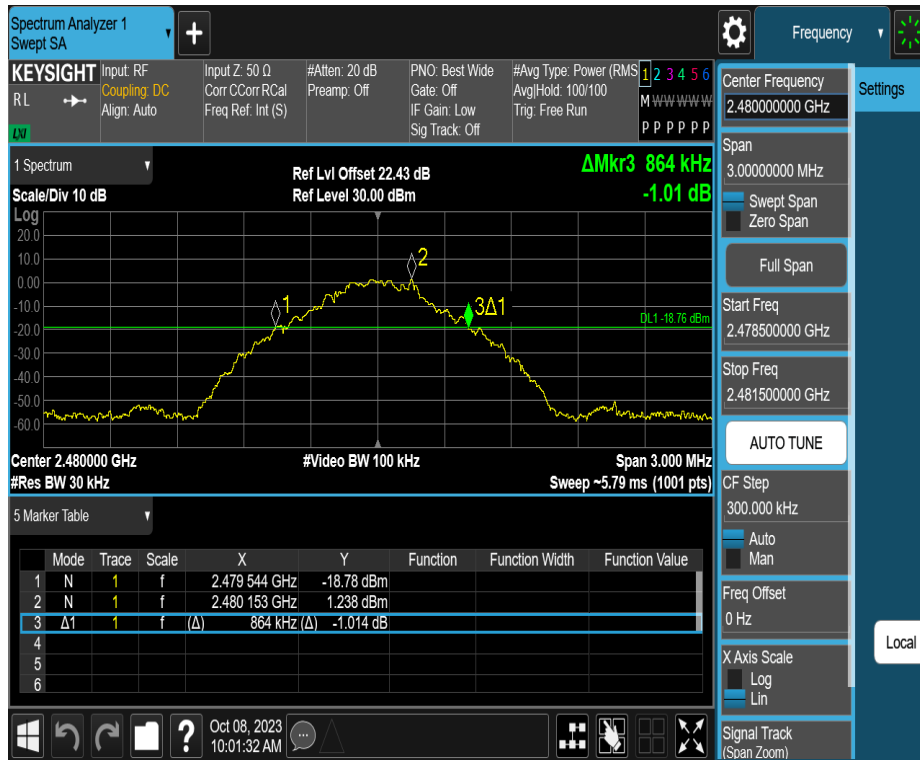 Spectrum Analyzer 1
Swept SA
Frequency
KEYSIGHT
RL
LXI
Input: RF
Coupling: DC
Align: Auto
Input Z: 50 Ω
Corr CCorr RCal
Freq Ref: Int (S)
#Atten: 20 dB
Preamp: Off
PNO: Best Wide
Gate: Off
IF Gain: Low
Sig Track: Off
#Avg Type: Power (RMS
Avg|Hold: 100/100
Trig: Free Run
1 2 3 4 5 6
M W W W W W
P P P P P P
1 Spectrum
Scale/Div 10 dB
Log
Ref Lvl Offset 22.43 dB
Ref Level 30.00 dBm
ΔMkr3 864 kHz
-1.01 dB
20.0
10.0
0.00
-10.0
-20.0
-30.0
-40.0
-50.0
-60.0
1
2
3Δ1
DL1 -18.76 dBm
Center 2.480000 GHz
#Video BW 100 kHz
Span 3.000 MHz
#Res BW 30 kHz
Sweep ~5.79 ms (1001 pts)
5 Marker Table
Mode Trace Scale X Y Function Function Width Function Value
1 N 1 f 2.479 544 GHz -18.78 dBm
2 N 1 f 2.480 153 GHz 1.238 dBm
3 Δ1 1 f (Δ) 864 kHz (Δ) -1.014 dB
4
5
6
?
Oct 08, 2023
10:01:32 AM
Center Frequency
2.480000000 GHz
Span
3.00000000 MHz
Swept Span
Zero Span
Full Span
Start Freq
2.478500000 GHz
Stop Freq
2.481500000 GHz
AUTO TUNE
CF Step
300.000 kHz
Auto
Man
Freq Offset
0 Hz
X Axis Scale
Log
Lin
Signal Track
(Span Zoom)
Settings
Local